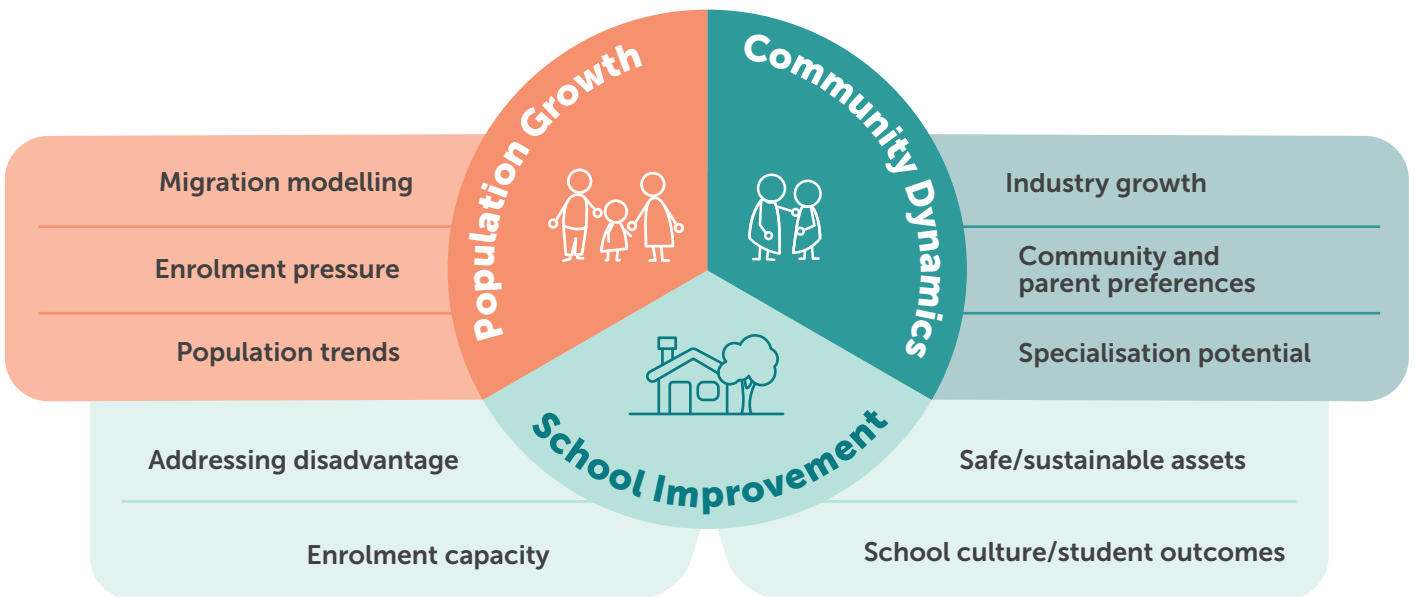 Population Growth
Community Dynamics
School Improvement
Migration modelling
Enrolment pressure
Population trends
Industry growth
Community and
parent preferences
Specialisation potential
Addressing disadvantage
Enrolment capacity
Safe/sustainable assets
School culture/student outcomes